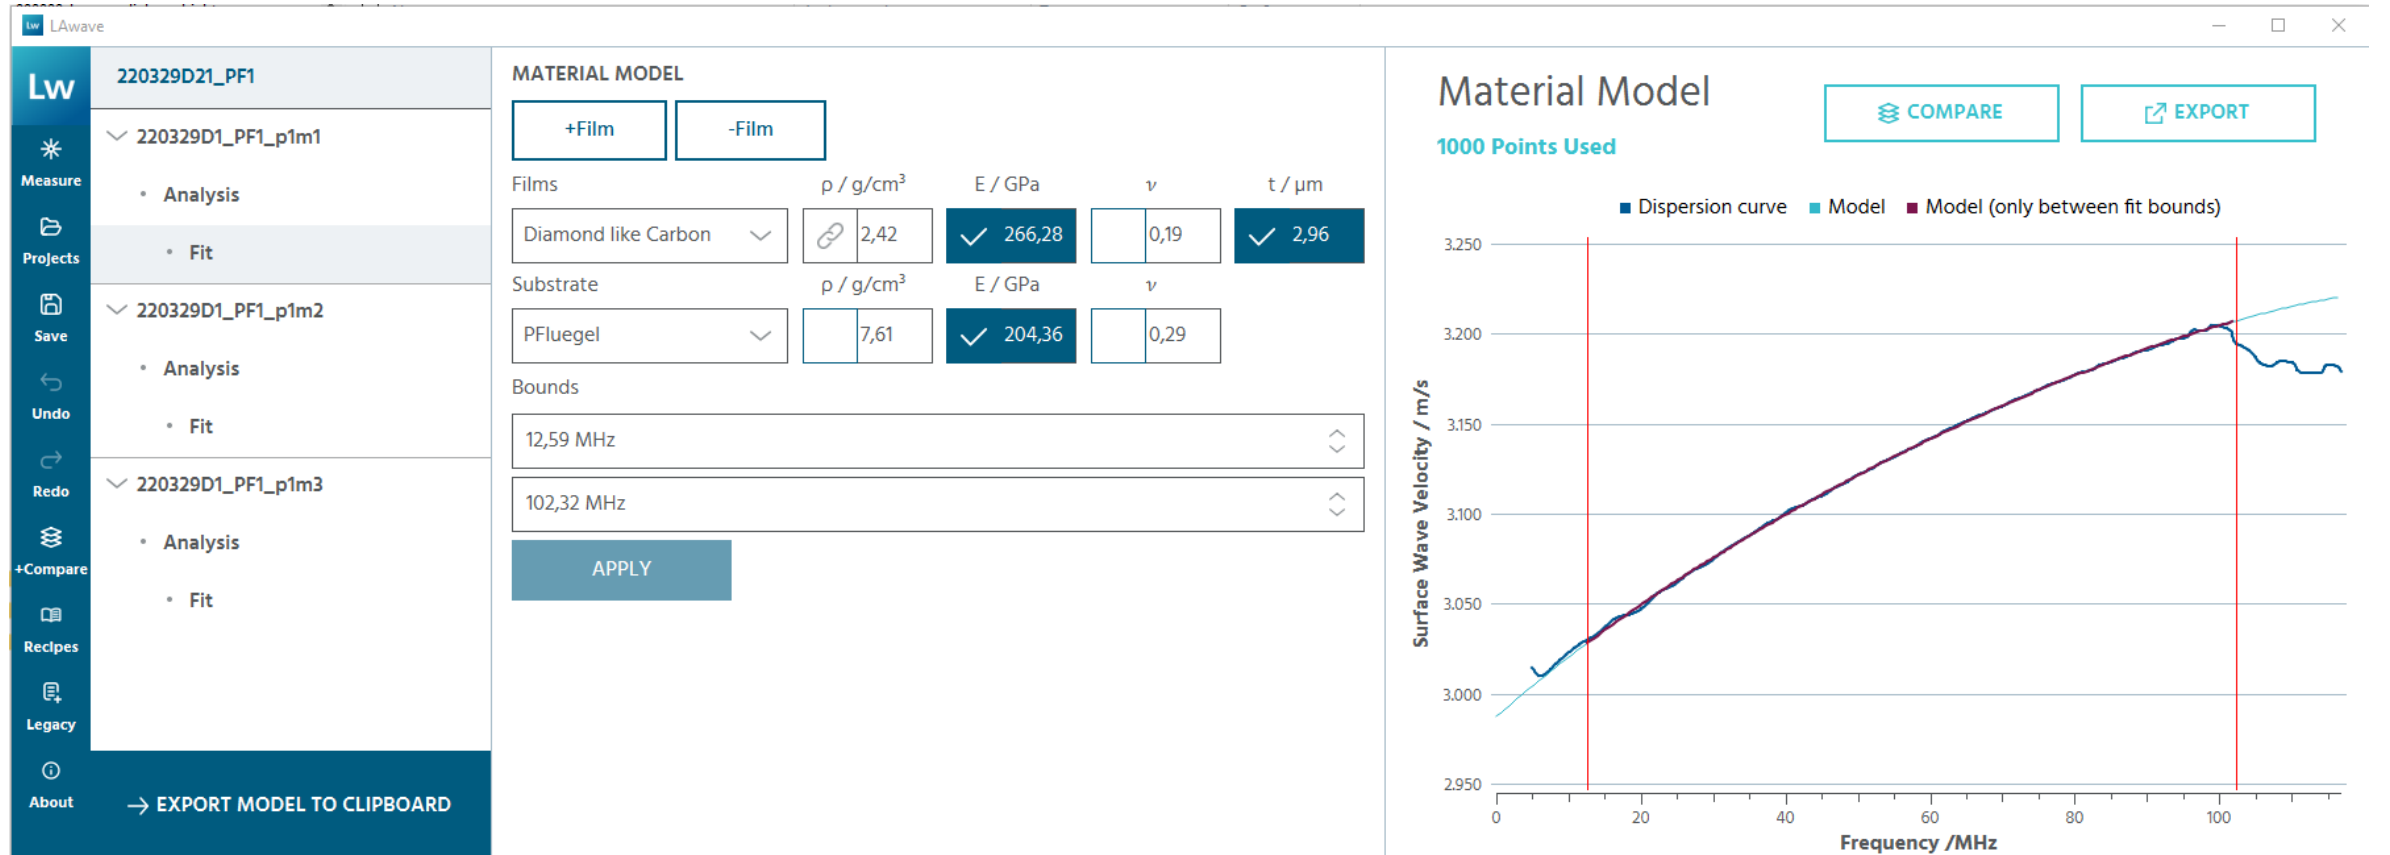 LAwave
Lw
Measure
Projects
Save
Undo
Redo
+Compare
Recipes
Legacy
About
220329D21_PF1
220329D1_PF1_p1m1
Analysis
Fit
220329D1_PF1_p1m2
Analysis
Fit
220329D1_PF1_p1m3
Analysis
Fit
EXPORT MODEL TO CLIPBOARD
MATERIAL MODEL
+Film -Film
Films ρ / g/cm³ E / GPa ν t / µm
Diamond like Carbon 2,42 266,28 0,19 2,96
Substrate ρ / g/cm³ E / GPa ν
PFluegel 7,61 204,36 0,29
Bounds
12,59 MHz
102,32 MHz
APPLY
Material Model
COMPARE EXPORT
1000 Points Used
Dispersion curve Model Model (only between fit bounds)
Surface Wave Velocity / m/s
3.250
3.200
3.150
3.100
3.050
3.000
2.950
0 20 40 60 80 100
Frequency /MHz